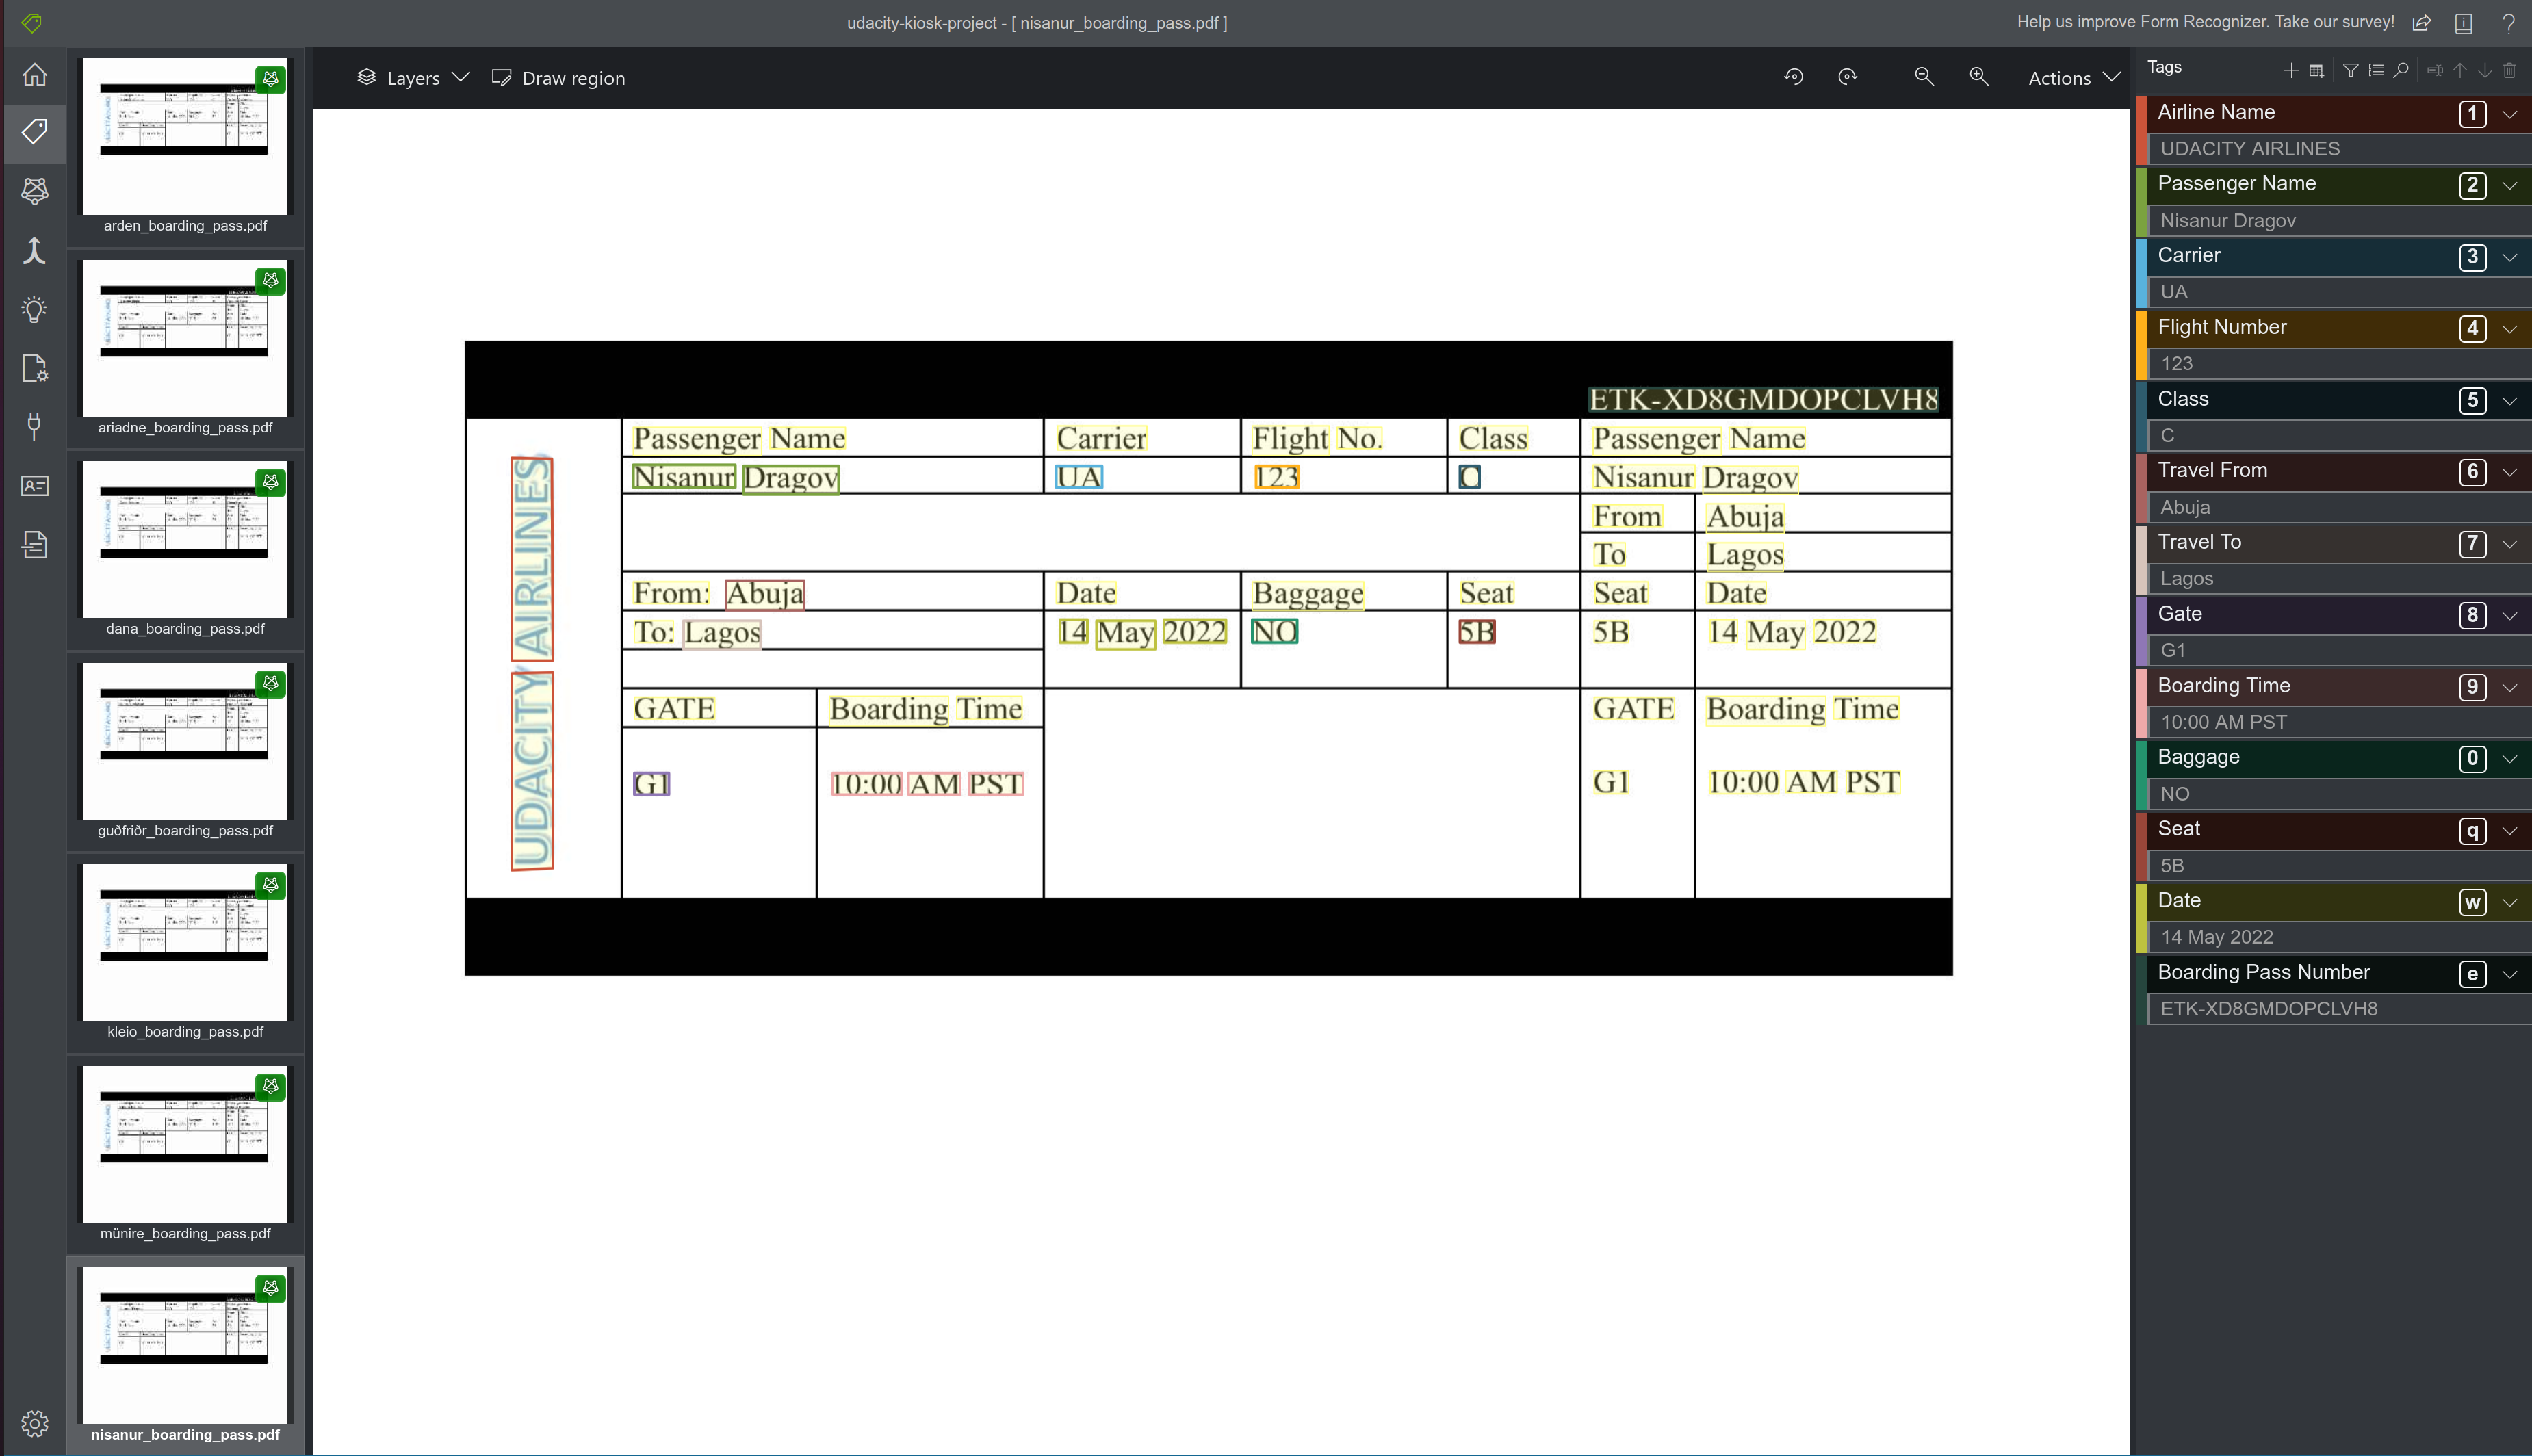 udacity-kiosk-project - [ nisanur_boarding_pass.pdf ]
Help us improve Form Recognizer. Take our survey!
arden_boarding_pass.pdf
ariadne_boarding_pass.pdf
dana_boarding_pass.pdf
guðfriðr_boarding_pass.pdf
kleio_boarding_pass.pdf
münire_boarding_pass.pdf
nisanur_boarding_pass.pdf
Layers
Draw region
Actions
ETK-XD8GMDOPCLVH8
UDACITY AIRLINES
Passenger Name Carrier Flight No. Class Passenger Name
Nisanur Dragov UA 123 C Nisanur Dragov
From Abuja
To Lagos
From: Abuja Date Baggage Seat Seat Date
To: Lagos 14 May 2022 NO 5B 5B 14 May 2022
GATE Boarding Time GATE Boarding Time
G1 10:00 AM PST G1 10:00 AM PST
Tags
Airline Name 1
UDACITY AIRLINES
Passenger Name 2
Nisanur Dragov
Carrier 3
UA
Flight Number 4
123
Class 5
C
Travel From 6
Abuja
Travel To 7
Lagos
Gate 8
G1
Boarding Time 9
10:00 AM PST
Baggage 0
NO
Seat q
5B
Date w
14 May 2022
Boarding Pass Number e
ETK-XD8GMDOPCLVH8